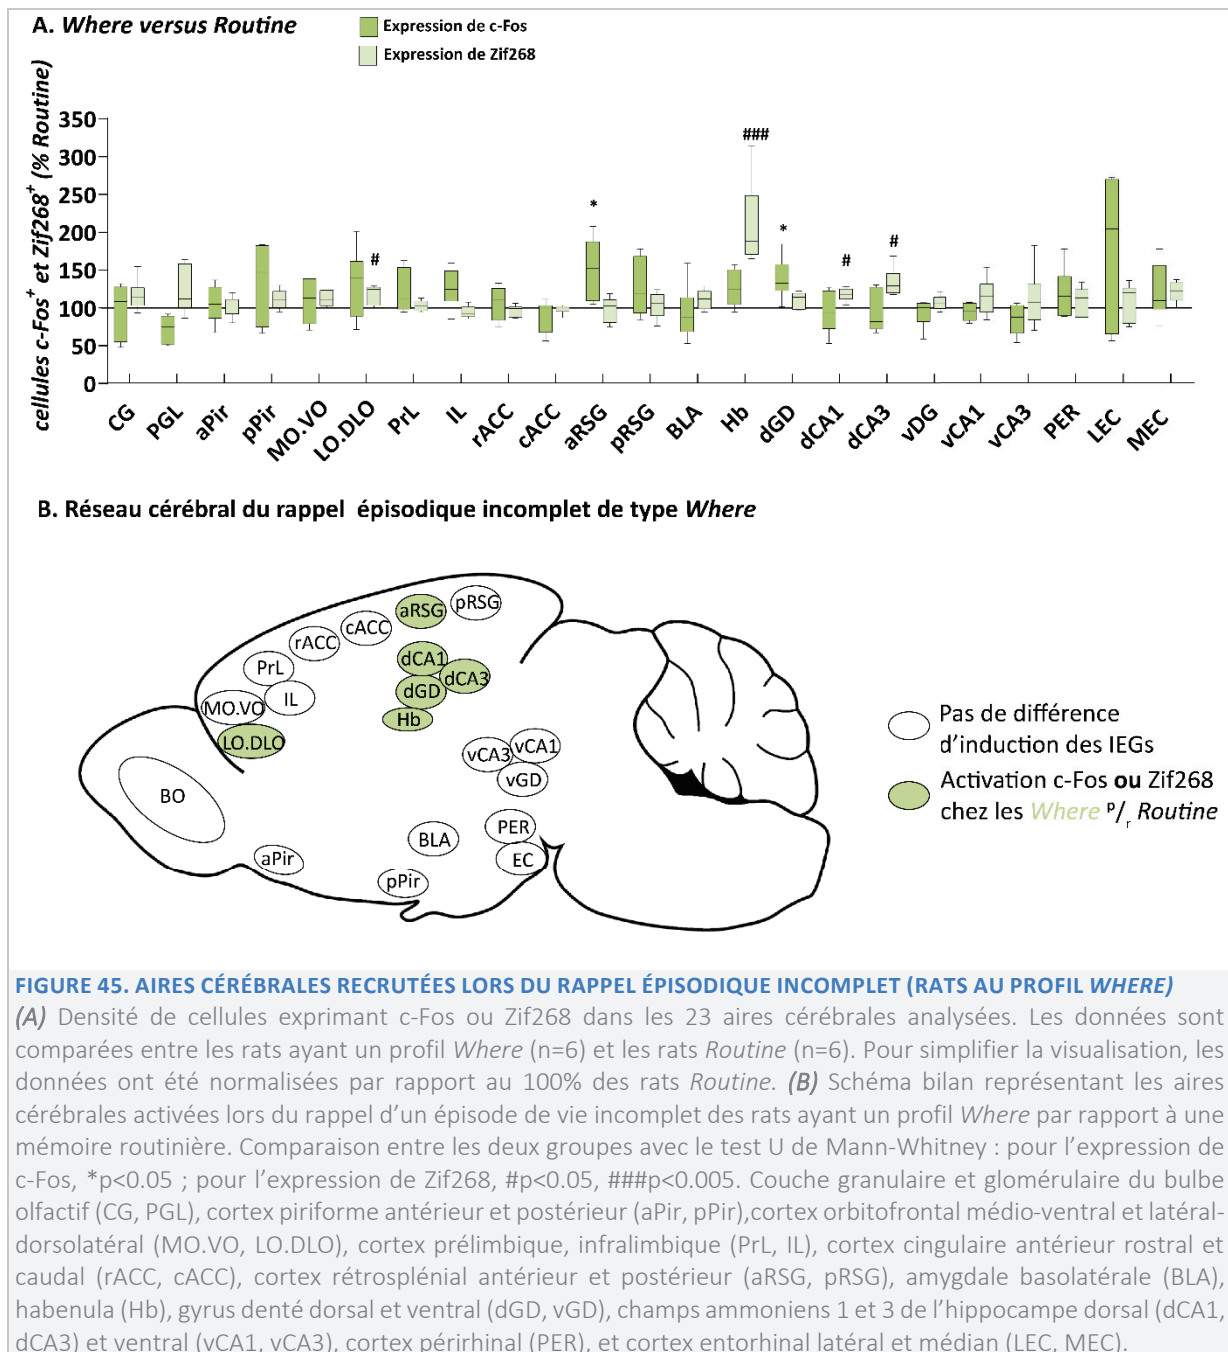 A. Where versus Routine
Expression de c-Fos
Expression de Zif268
cellules c-Fos+ et Zif268+ (% Routine)
350
300
250
200
150
100
50
0
###
*
*
#
#
#
CG PGL aPir pPir MO.VO LO.DLO PrL IL rACC cACC aRSG pRSG BLA Hb dGD dCA1 dCA3 vDG vCA1 vCA3 PER LEC MEC
B. Réseau cérébral du rappel épisodique incomplet de type Where
pRSG
aRSG
cACC
rACC
dCA1
PrL
dCA3
dGD
IL
MO.VO
Hb
LO.DLO
vCA1
vCA3
vGD
BO
PER
BLA
EC
aPir
pPir
Pas de différence
d'induction des IEGs
Activation c-Fos ou Zif268
chez les Where p/r Routine
FIGURE 45. AIRES CÉRÉBRALES RECRUTÉES LORS DU RAPPEL ÉPISODIQUE INCOMPLET (RATS AU PROFIL WHERE)
(A) Densité de cellules exprimant c-Fos ou Zif268 dans les 23 aires cérébrales analysées. Les données sont
comparées entre les rats ayant un profil Where (n=6) et les rats Routine (n=6). Pour simplifier la visualisation, les
données ont été normalisées par rapport au 100% des rats Routine. (B) Schéma bilan représentant les aires
cérébrales activées lors du rappel d'un épisode de vie incomplet des rats ayant un profil Where par rapport à une
mémoire routinière. Comparaison entre les deux groupes avec le test U de Mann-Whitney : pour l'expression de
c-Fos, *p<0.05 ; pour l'expression de Zif268, #p<0.05, ###p<0.005. Couche granulaire et glomérulaire du bulbe
olfactif (CG, PGL), cortex piriforme antérieur et postérieur (aPir, pPir),cortex orbitofrontal médio-ventral et latéral-
dorsolatéral (MO.VO, LO.DLO), cortex prélimbique, infralimbique (PrL, IL), cortex cingulaire antérieur rostral et
caudal (rACC, cACC), cortex rétrosplénial antérieur et postérieur (aRSG, pRSG), amygdale basolatérale (BLA),
habenula (Hb), gyrus denté dorsal et ventral (dGD, vGD), champs ammoniens 1 et 3 de l'hippocampe dorsal (dCA1,
dCA3) et ventral (vCA1, vCA3), cortex périrhinal (PER), et cortex entorhinal latéral et médian (LEC, MEC).